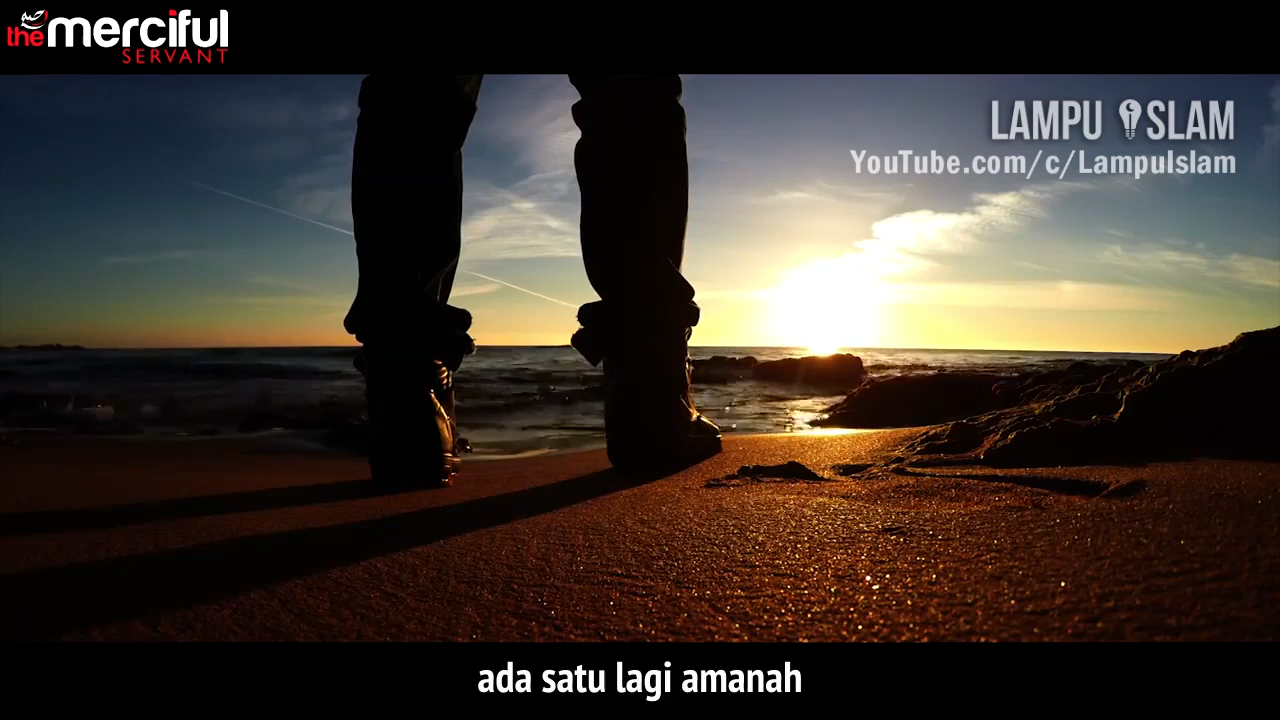 the merciful
SERVANT
LAMPU ISLAM
YouTube.com/c/LampuIslam
ada satu lagi amanah